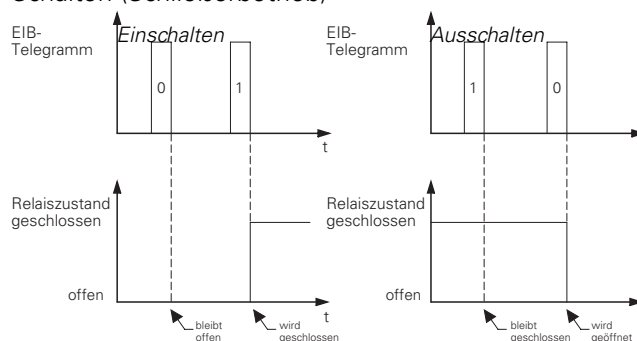 Schalten (Schließerbetrieb)
EIB-
Telegramm
Einschalten
0
1
t
Relaiszustand
geschlossen
offen
t
bleibt
offen
wird
geschlossen
EIB-
Telegramm
Ausschalten
1
0
Relaiszustand
geschlossen
offen
bleibt
geschlossen
wird
geöffnet